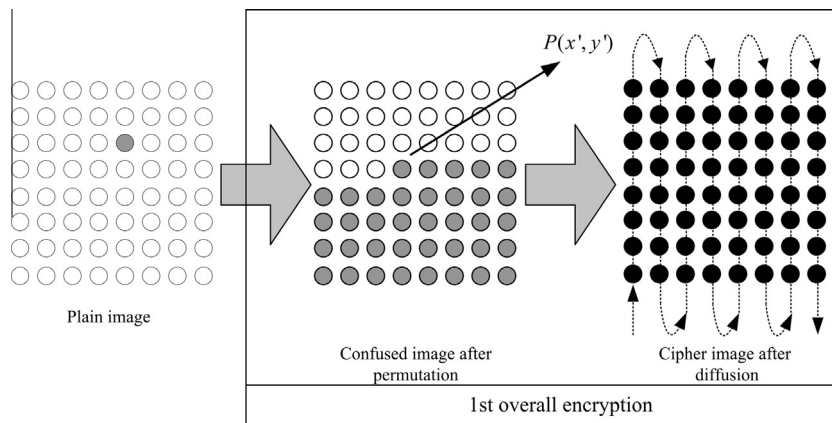 P(x', y')
Plain image
Confused image after
permutation
Cipher image after
diffusion
1st overall encryption